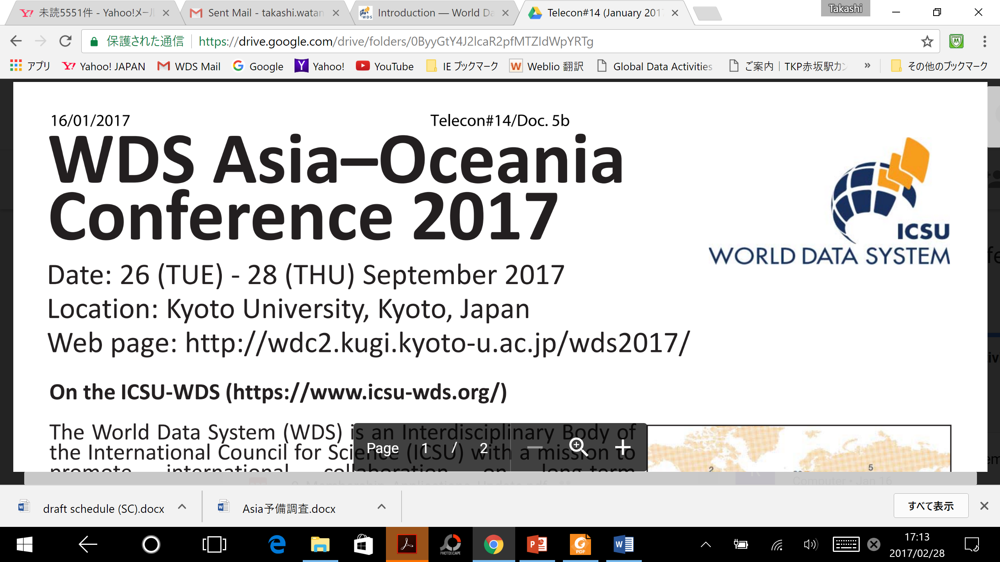 未読5551件 - Yahoo!メール
Sent Mail - takashi.watan
Introduction — World Da
Telecon#14 (January 201
Takashi
保護された通信
https://drive.google.com/drive/folders/0ByyGtY4J2lcaR2pfMTZIdWpYRTg
アプリ
Yahoo! JAPAN
WDS Mail
Google
Yahoo!
YouTube
IE ブックマーク
Weblio 翻訳
Global Data Activities
ご案内｜TKP赤坂駅カン
»
その他のブックマーク
16/01/2017
Telecon#14/Doc. 5b
WDS Asia–Oceania
Conference 2017
ICSU
WORLD DATA SYSTEM
Date: 26 (TUE) - 28 (THU) September 2017
Location: Kyoto University, Kyoto, Japan
Web page: http://wdc2.kugi.kyoto-u.ac.jp/wds2017/
On the ICSU-WDS (https://www.icsu-wds.org/)
The World Data System (WDS) is an Interdisciplinary Body of
the International Council for Science (ICSU) with a mission to
promote international collaboration on long-term
Page 1 / 2
2
5
Computer • Jan 16
draft schedule (SC).docx
Asia予備調査.docx
すべて表示
PHOTOSCAPE
PDF
17:13
2017/02/28